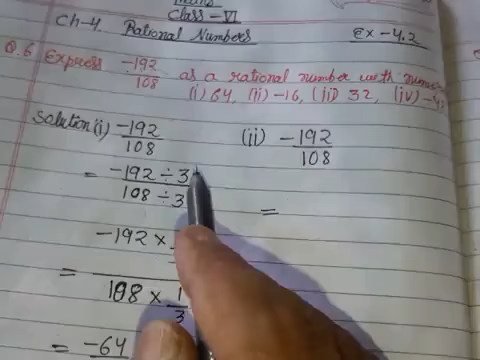 Maths
Class - VI
Ch-4. Rational Numbers
Ex - 4.2
Q.6 Express -192/108 as a rational number with
(i) 64, (ii) -16, (iii) 32, (iv)
Solution (i) -192/108 (ii) -192/108
= -192 ÷ 3 / 108 ÷ 3 =
= -192 × / 108 × 1/3
= -64